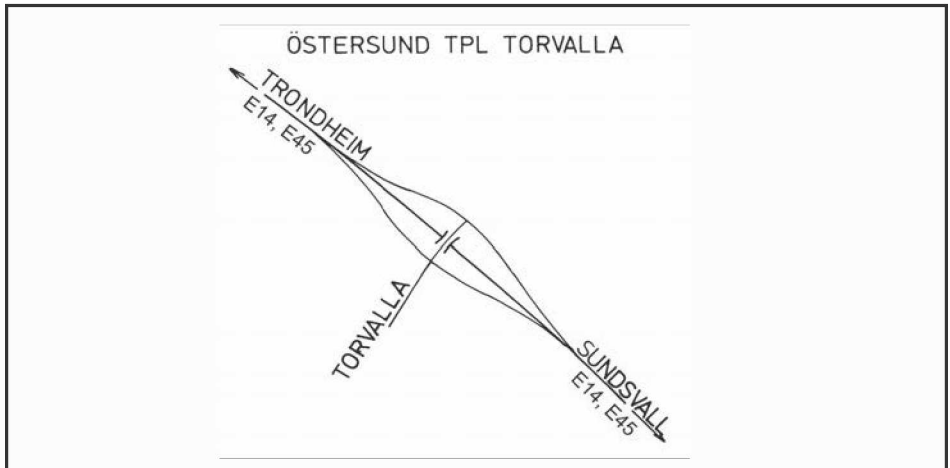 ÖSTERSUND TPL TORVALLA
TRONDHEIM
E14, E45
TORVALLA
SUNDSVALL
E14, E45